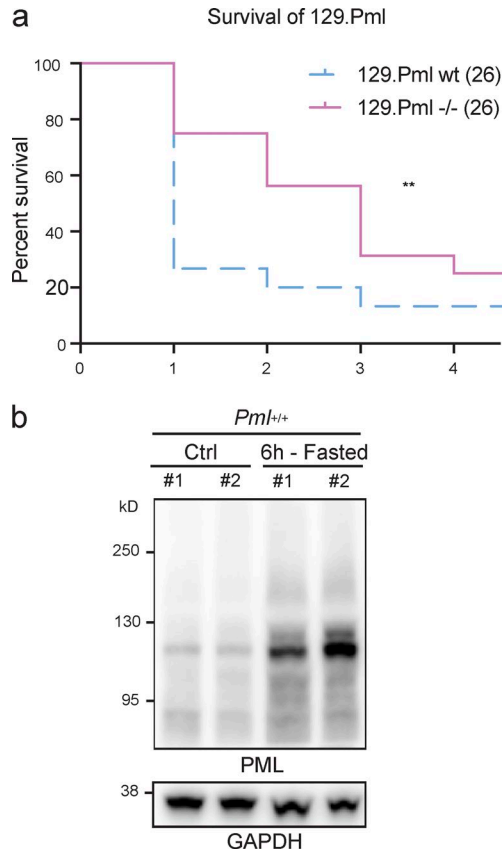 a
Survival of 129.Pml
129.Pml wt (26)
129.Pml -/- (26)
**
Percent survival
100
80
60
40
20
0
0 1 2 3 4
b
Pml+/+
Ctrl 6h - Fasted
#1 #2 #1 #2
kD
250
130
95
PML
38
GAPDH